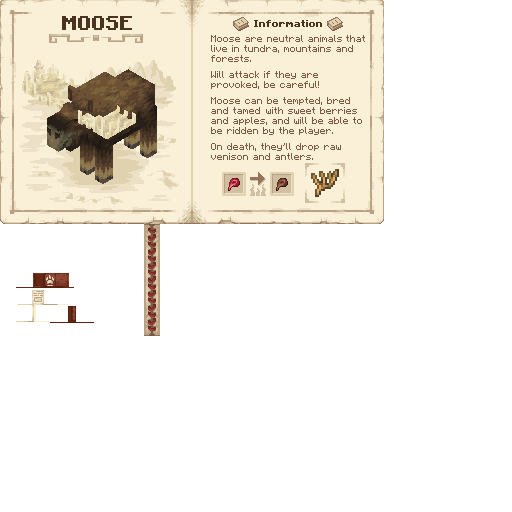 MOOSE
Information
Moose are neutral animals that
live in tundra, mountains and
forests.
Will attack if they are
provoked, be careful!
Moose can be tempted, bred
and tamed with sweet berries
and apples, and will be able to
be ridden by the player.
On death, they'll drop raw
venison and antlers.